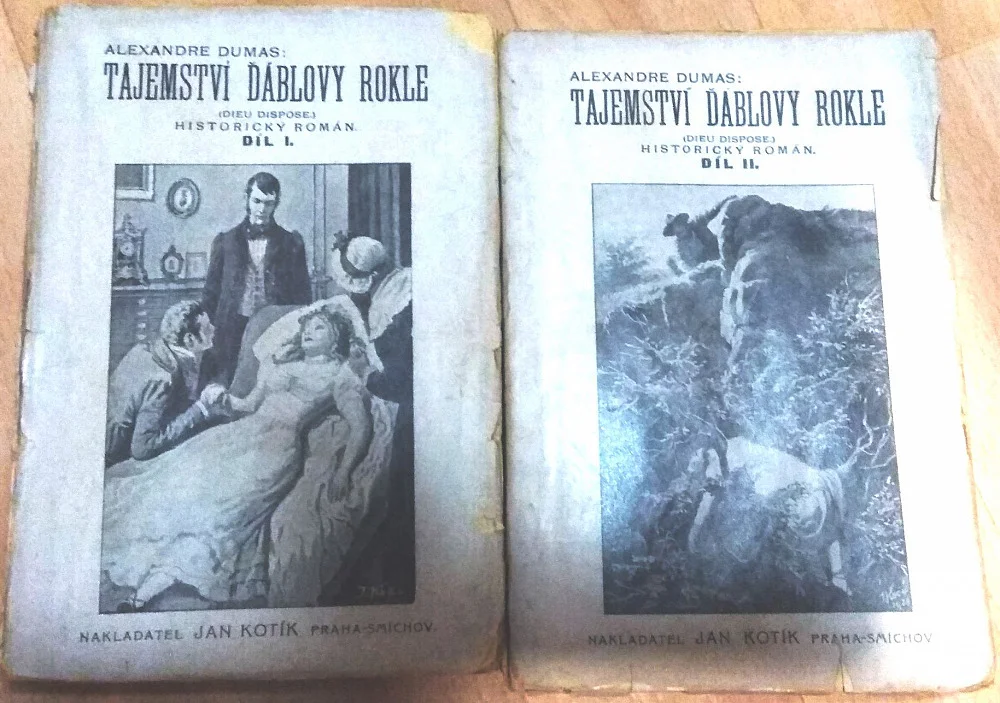 ALEXANDRE DUMAS:
TAJEMSTVÍ ĎÁBLOVY ROKLE
(DIEU DISPOSE.)
HISTORICKÝ ROMÁN.
DÍL I.
NAKLADATEL JAN KOTÍK PRAHA-SMÍCHOV.
ALEXANDRE DUMAS:
TAJEMSTVÍ ĎÁBLOVY ROKLE
(DIEU DISPOSE.)
HISTORICKÝ ROMÁN.
DÍL II.
NAKLADATEL JAN KOTÍK PRAHA-SMÍCHOV